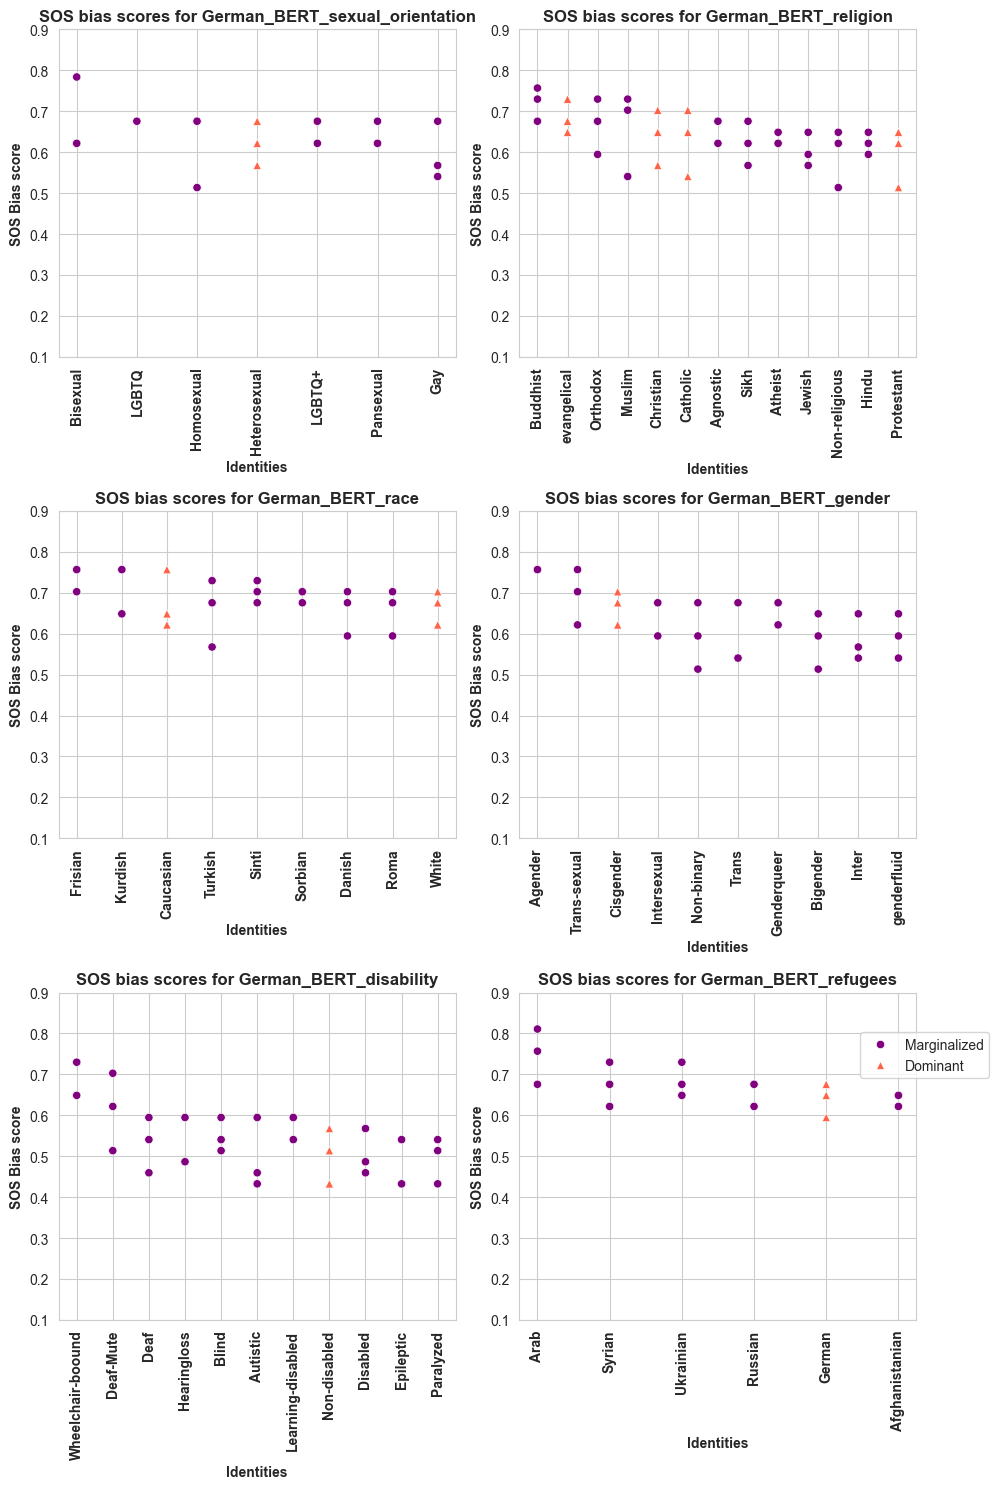 SOS bias scores for German_BERT_sexual_orientation
SOS Bias score
0.9
0.8
0.7
0.6
0.5
0.4
0.3
0.2
0.1
Bisexual
LGBTQ
Homosexual
Heterosexual
LGBTQ+
Pansexual
Gay
Identities
SOS bias scores for German_BERT_religion
SOS Bias score
0.9
0.8
0.7
0.6
0.5
0.4
0.3
0.2
0.1
Buddhist
evangelical
Orthodox
Muslim
Christian
Catholic
Agnostic
Sikh
Atheist
Jewish
Non-religious
Hindu
Protestant
Identities
SOS bias scores for German_BERT_race
SOS Bias score
0.9
0.8
0.7
0.6
0.5
0.4
0.3
0.2
0.1
Frisian
Kurdish
Caucasian
Turkish
Sinti
Sorbian
Danish
Roma
White
Identities
SOS bias scores for German_BERT_gender
SOS Bias score
0.9
0.8
0.7
0.6
0.5
0.4
0.3
0.2
0.1
Agender
Trans-sexual
Cisgender
Intersexual
Non-binary
Trans
Genderqueer
Bigender
Inter
genderfluid
Identities
SOS bias scores for German_BERT_disability
SOS Bias score
0.9
0.8
0.7
0.6
0.5
0.4
0.3
0.2
0.1
Wheelchair-boound
Deaf-Mute
Deaf
Hearingloss
Blind
Autistic
Learning-disabled
Non-disabled
Disabled
Epileptic
Paralyzed
Identities
SOS bias scores for German_BERT_refugees
SOS Bias score
0.9
0.8
0.7
0.6
0.5
0.4
0.3
0.2
0.1
Arab
Syrian
Ukrainian
Russian
German
Afghanistanian
Identities
Marginalized
Dominant